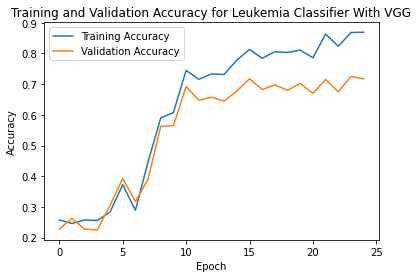 Training and Validation Accuracy for Leukemia Classifier With VGG
Training Accuracy
Validation Accuracy
0.9
0.8
0.7
0.6
0.5
0.4
0.3
0.2
Accuracy
0 5 10 15 20 25
Epoch